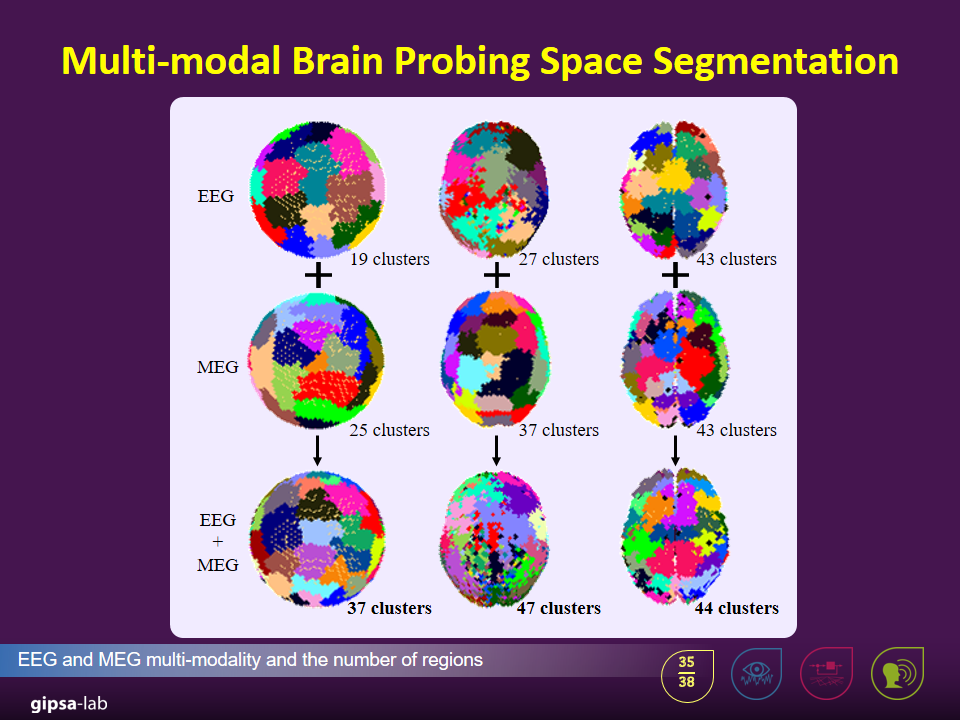 Multi-modal Brain Probing Space Segmentation
EEG
19 clusters
27 clusters
43 clusters
+ + +
MEG
25 clusters
37 clusters
43 clusters
EEG
+
MEG
37 clusters
47 clusters
44 clusters
EEG and MEG multi-modality and the number of regions
35
38
gipsa-lab